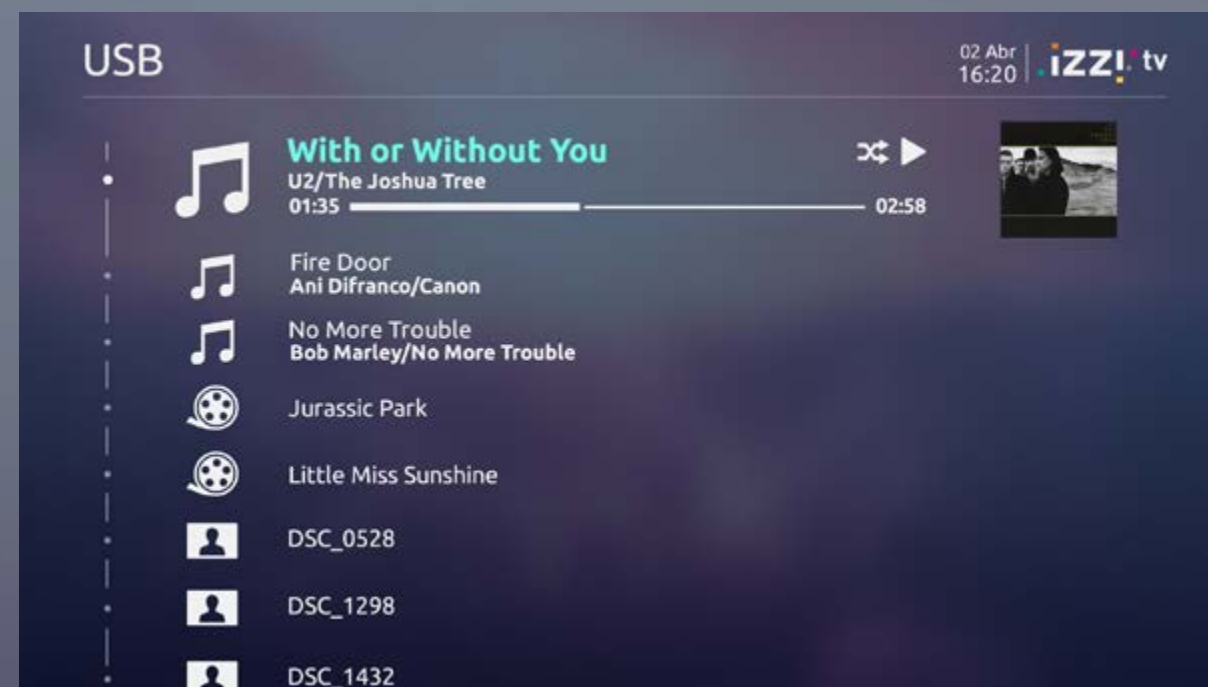 USB
02 Abr
16:20
izzi tv
With or Without You
U2/The Joshua Tree
01:35
02:58
Fire Door
Ani Difranco/Canon
No More Trouble
Bob Marley/No More Trouble
Jurassic Park
Little Miss Sunshine
DSC_0528
DSC_1298
DSC_1432